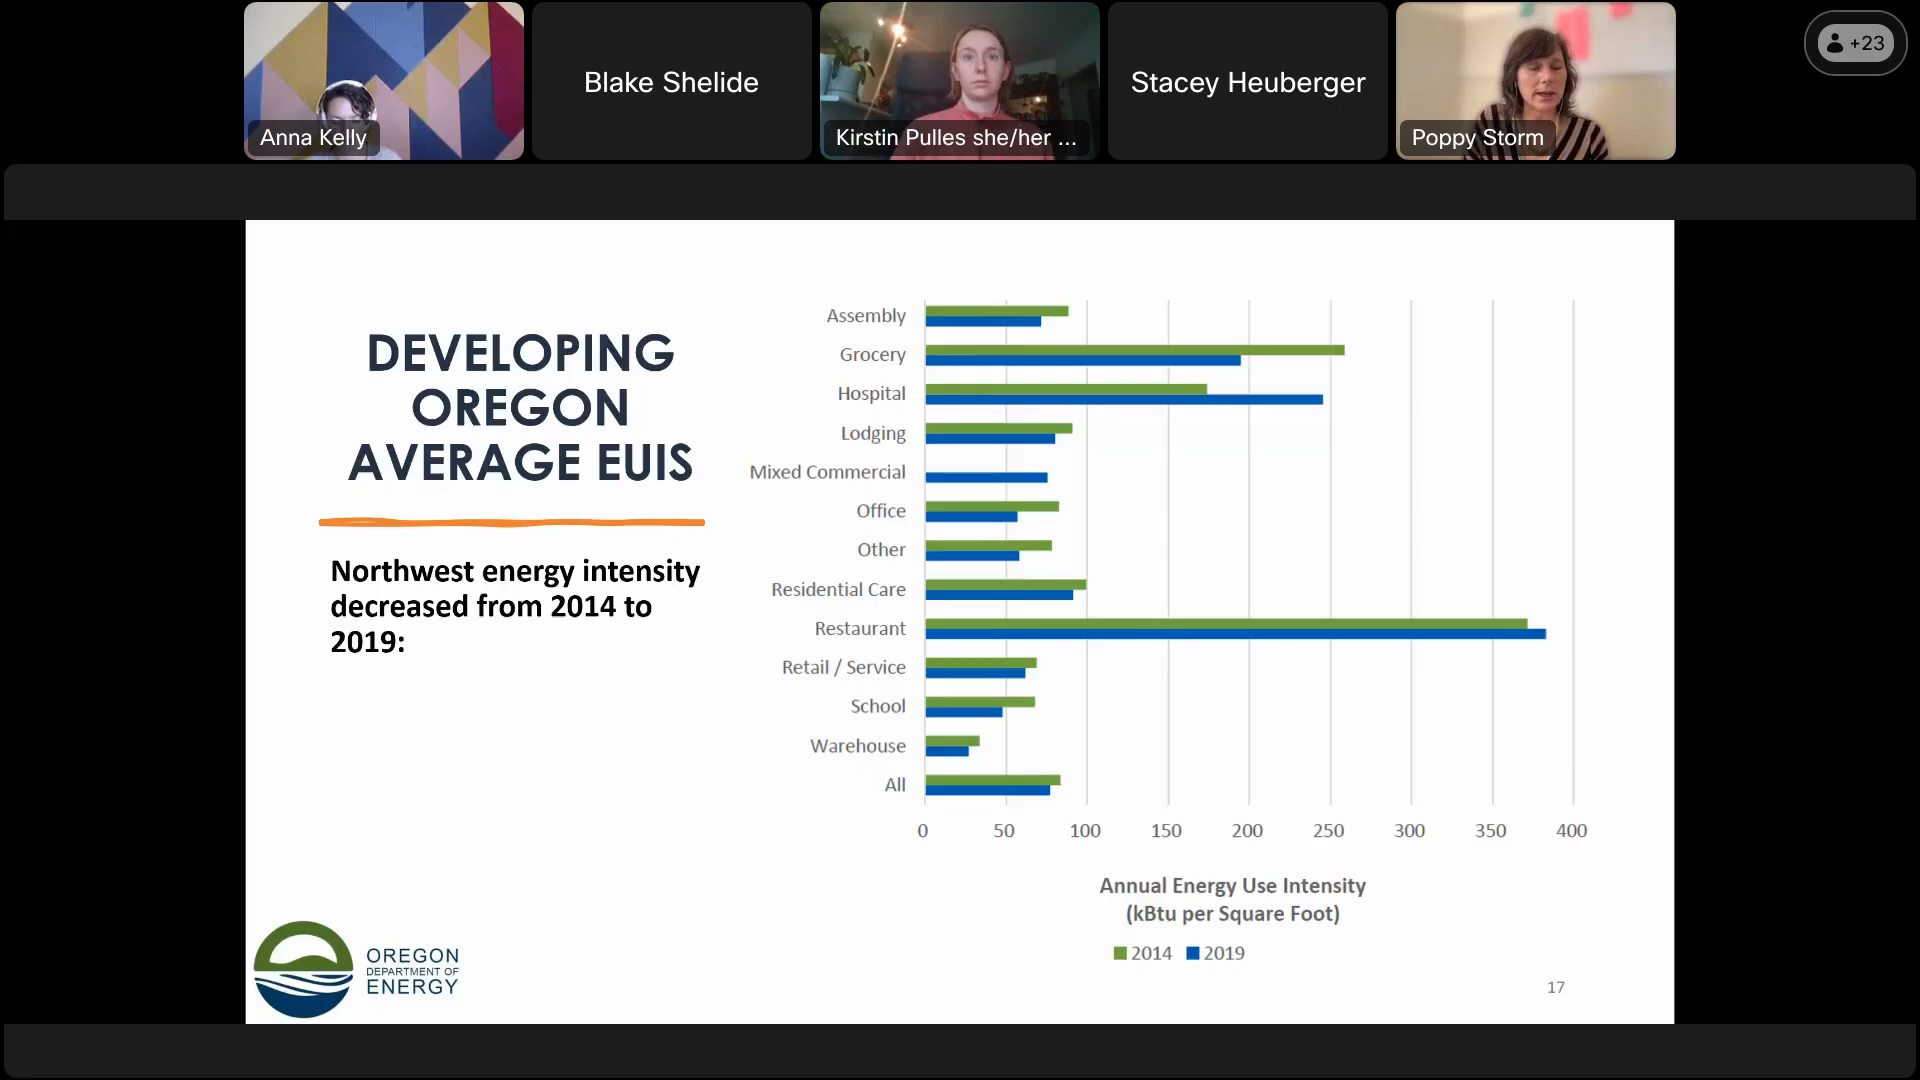 Anna Kelly
Blake Shelide
Kirstin Pulles she/her ...
Stacey Heuberger
Poppy Storm
+23
DEVELOPING
OREGON
AVERAGE EUIS
Northwest energy intensity
decreased from 2014 to
2019:
Assembly
Grocery
Hospital
Lodging
Mixed Commercial
Office
Other
Residential Care
Restaurant
Retail / Service
School
Warehouse
All
0 50 100 150 200 250 300 350 400
Annual Energy Use Intensity
(kBtu per Square Foot)
2014 2019
OREGON
DEPARTMENT OF
ENERGY
17